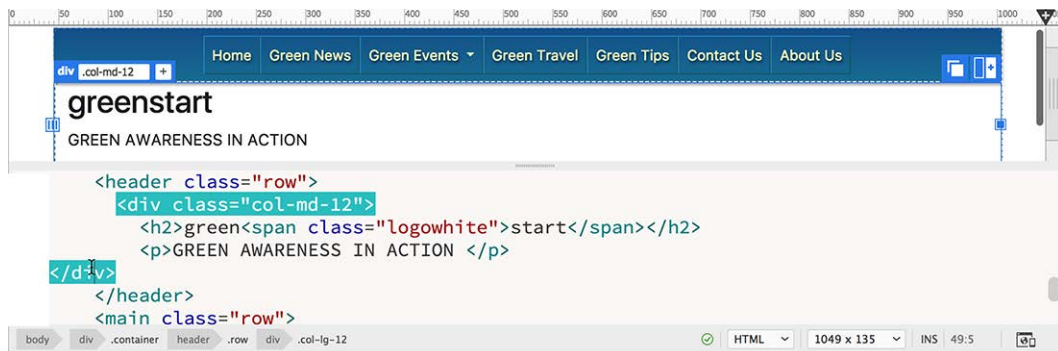 0 50 100 150 200 250 300 350 400 450 500 550 600 650 700 750 800 850 900 950 1000
Home Green News Green Events Green Travel Green Tips Contact Us About Us
div .col-md-12 +
greenstart
GREEN AWARENESS IN ACTION
<header class="row">
<div class="col-md-12">
<h2>green<span class="logowhite">start</span></h2>
<p>GREEN AWARENESS IN ACTION </p>
</div>
</header>
<main class="row">
body div .container header .row div .col-lg-12 HTML 1049 x 135 INS 49:5